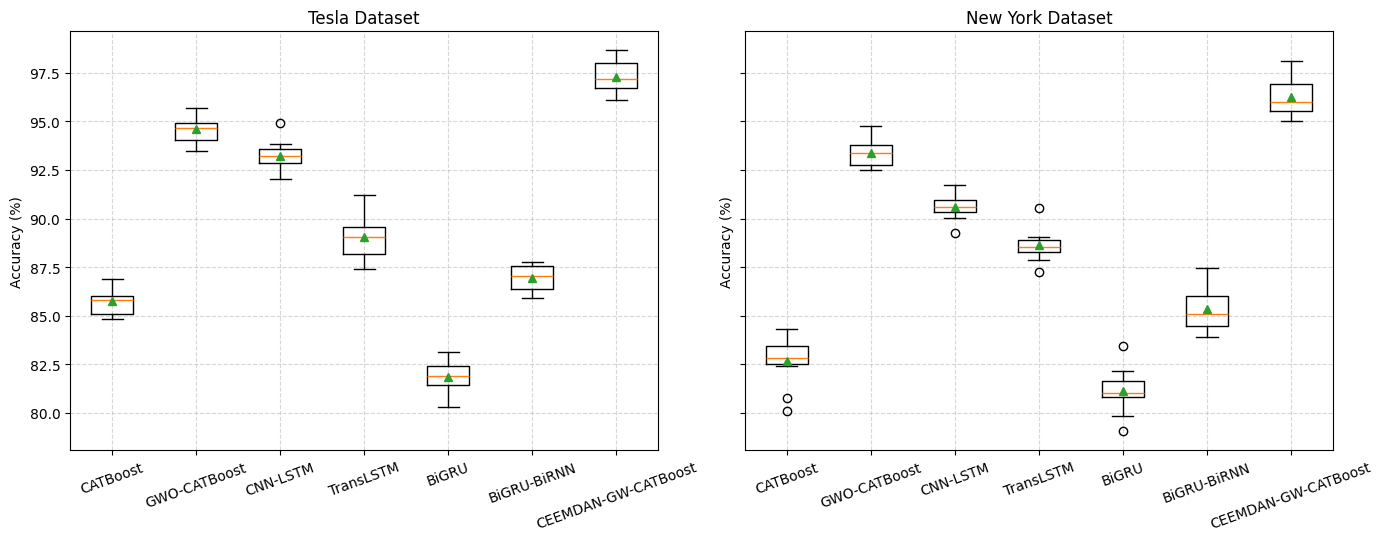 Tesla Dataset
Accuracy (%)
97.5
95.0
92.5
90.0
87.5
85.0
82.5
80.0
CATBoost
GWO-CATBoost
CNN-LSTM
TransLSTM
BiGRU
BiGRU-BiRNN
CEEMDAN-GW-CATBoost
New York Dataset
Accuracy (%)
CATBoost
GWO-CATBoost
CNN-LSTM
TransLSTM
BiGRU
BiGRU-BiRNN
CEEMDAN-GW-CATBoost